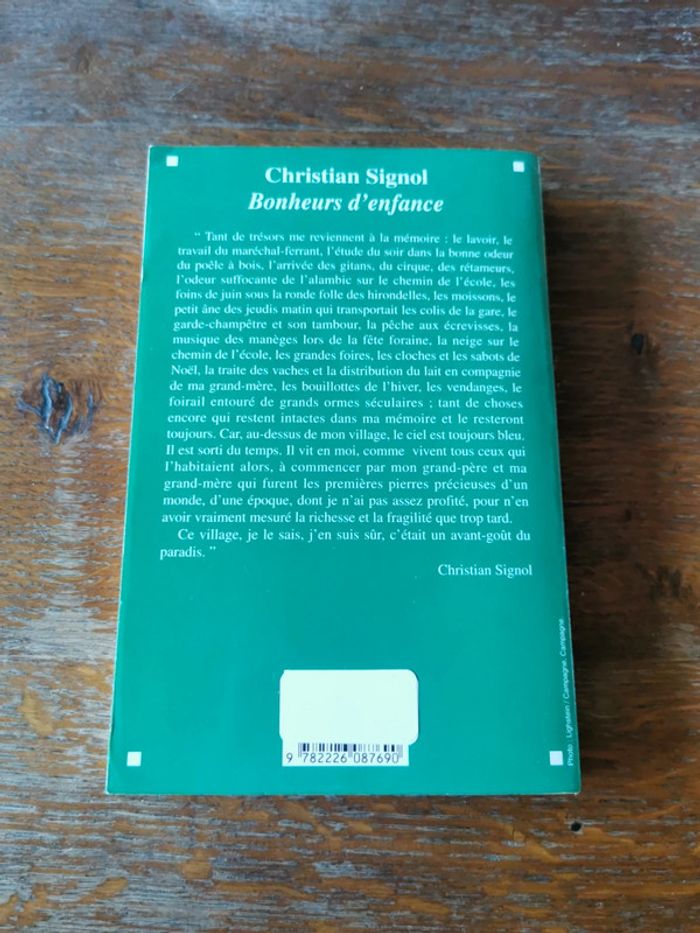 Christian Signol
Bonheurs d'enfance
“ Tant de trésors me reviennent à la mémoire : le lavoir, le
travail du maréchal-ferrant, l'étude du soir dans la bonne odeur
du poêle à bois, l'arrivée des gitans, du cirque, des rétameurs,
l'odeur suffocante de l'alambic sur le chemin de l'école, les
foins de juin sous la ronde folle des hirondelles, les moissons, le
petit âne des jeudis matin qui transportait les colis de la gare, le
garde-champêtre et son tambour, la pêche aux écrevisses, la
musique des manèges lors de la fête foraine, la neige sur le
chemin de l'école, les grandes foires, les cloches et les sabots de
Noël, la traite des vaches et la distribution du lait en compagnie
de ma grand-mère, les bouillottes de l'hiver, les vendanges, le
foirail entouré de grands ormes séculaires ; tant de choses
encore qui restent intactes dans ma mémoire et le resteront
toujours. Car, au-dessus de mon village, le ciel est toujours bleu.
Il est sorti du temps. Il vit en moi, comme vivent tous ceux qui
l'habitaient alors, à commencer par mon grand-père et ma
grand-mère qui furent les premières pierres précieuses d'un
monde, d'une époque, dont je n'ai pas assez profité, pour n'en
avoir vraiment mesuré la richesse et la fragilité que trop tard.
Ce village, je le sais, j'en suis sûr, c'était un avant-goût du
paradis. ”
Christian Signol
9 782226 087690
Photo : Lighstein / Campagne, Campagne